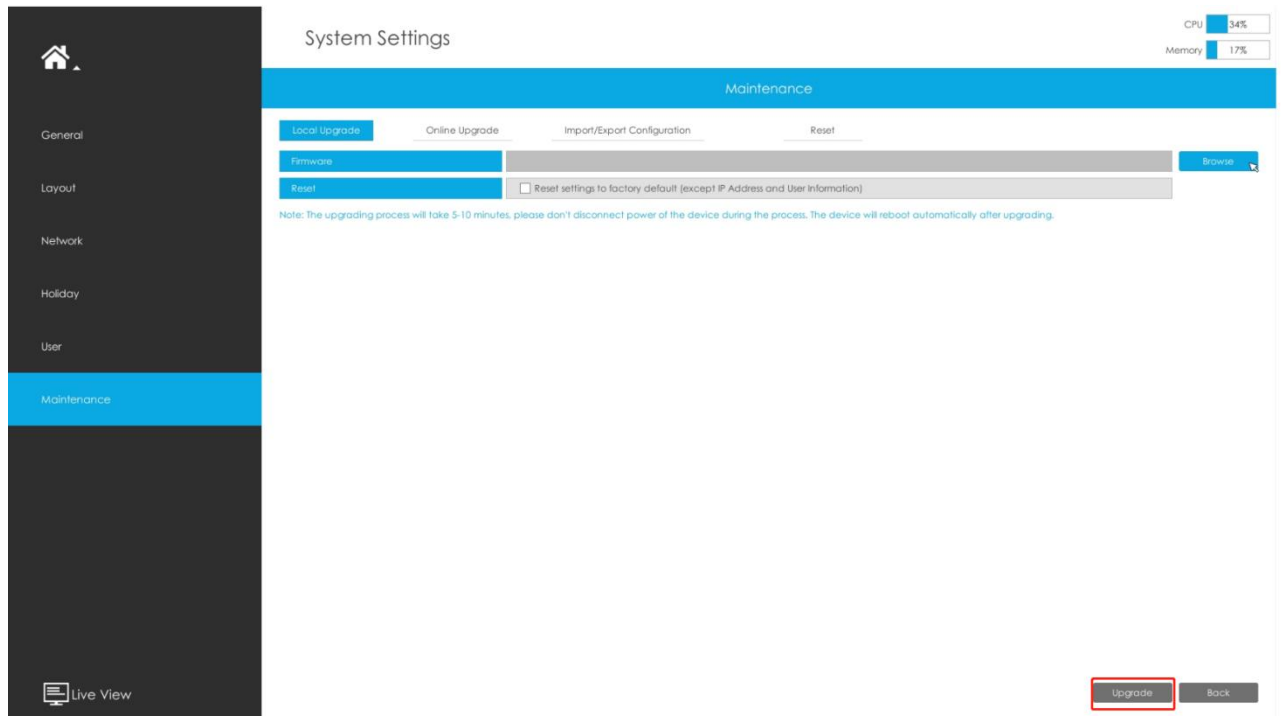 System Settings
CPU 34%
Memory 17%
Maintenance
General
Layout
Network
Holiday
User
Maintenance
Live View
Local Upgrade Online Upgrade Import/Export Configuration Reset
Firmware Browse
Reset Reset settings to factory default (except IP Address and User Information)
Note: The upgrading process will take 5-10 minutes, please don't disconnect power of the device during the process. The device will reboot automatically after upgrading.
Upgrade Back